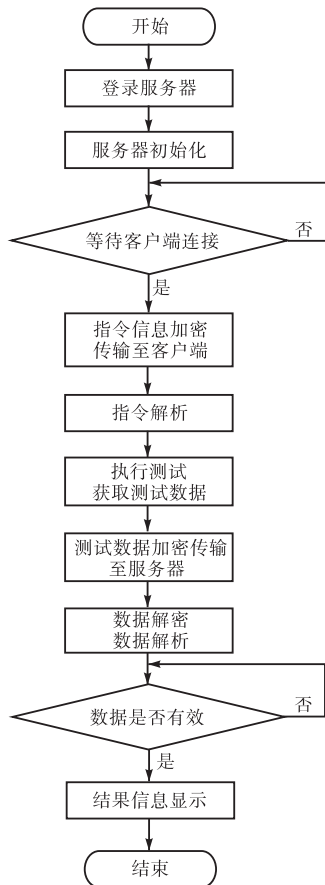 开始
登录服务器
服务器初始化
等待客户端连接
否
是
指令信息加密
传输至客户端
指令解析
执行测试
获取测试数据
测试数据加密传输
至服务器
数据解密
数据解析
数据是否有效
否
是
结果信息显示
结束